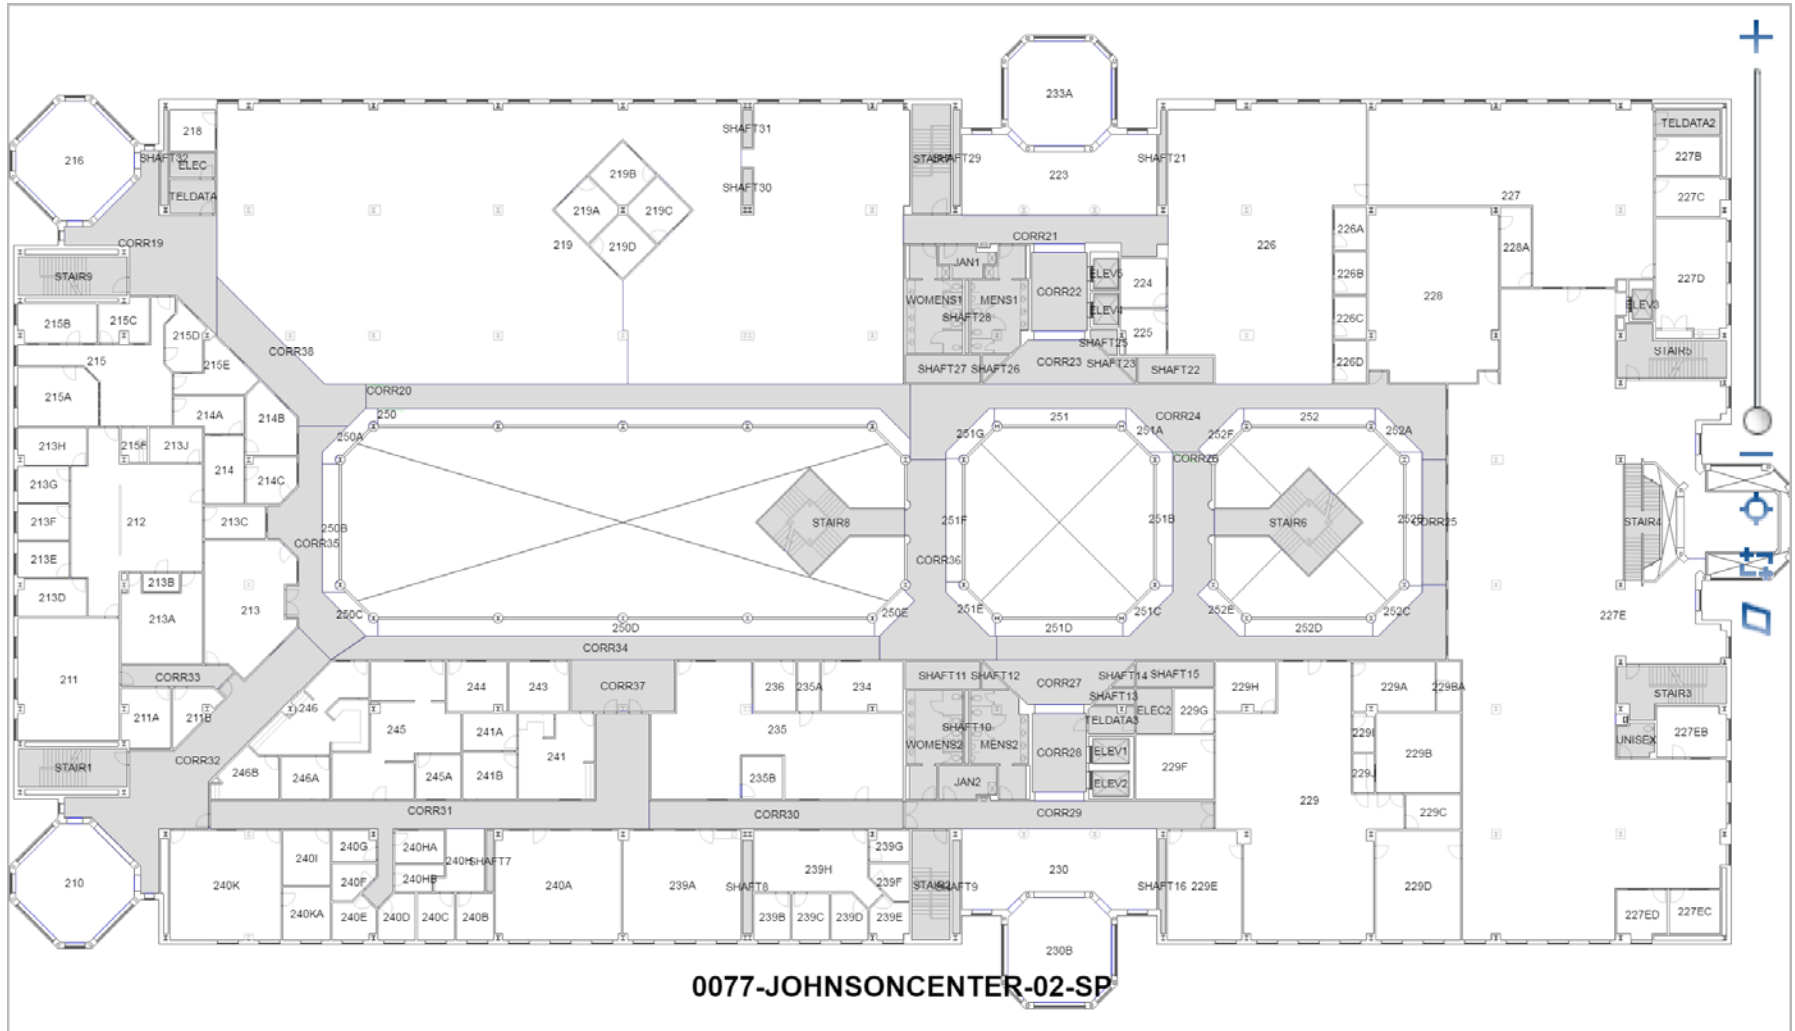 233A
218
SHAFT31
TELDATA2
216
SHAFT32
ELEC
219B
SHAFT29
223
SHAFT21
227B
TELDATA
SHAFT30
227C
219A
219C
227
CORR19
219
219D
CORR21
226
226A
228A
STAIR9
JAN1
ELEV5
226B
227D
CORR22
224
WOMENS1
MENS1
228
ELEV4
215B
215C
SHAFT28
226C
215D
225
SHAFT25
215
CORR38
STAIR5
215E
CORR23
SHAFT23
226D
SHAFT27
SHAFT26
SHAFT22
215A
CORR20
214A
214B
250
251
CORR24
252
250A
251G
251A
252F
252A
213H
215F
213J
CORR26
214
214C
213G
213F
212
213C
250B
STAIR8
251F
251B
STAIR6
CORR25
STAIR4
CORR35
213E
CORR36
213B
213D
213
213A
250C
250E
251E
251C
252E
252C
227E
211
250D
251D
252D
CORR34
CORR33
SHAFT11
SHAFT12
CORR27
SHAFT14
SHAFT15
244
243
CORR37
236
235A
234
229H
229A
229BA
STAIR3
SHAFT13
246
211A
211B
ELEC2
229G
245
241A
235
SHAFT10
TELDATA3
229I
UNISEX
227EB
WOMENS2
MENS2
CORR28
ELEV1
229B
CORR32
241
STAIR1
246B
246A
245A
241B
235B
229F
229J
JAN2
ELEV2
CORR31
CORR30
CORR29
229
229C
240I
240G
240HA
239G
240H
SHAFT7
210
240K
240F
240HB
240A
239A
SHAFT8
239H
239F
SHAFT9
230
SHAFT16
229E
229D
240KA
240E
240D
240C
240B
239B
239C
239D
239E
227ED
227EC
230B
0077-JOHNSONCENTER-02-SP